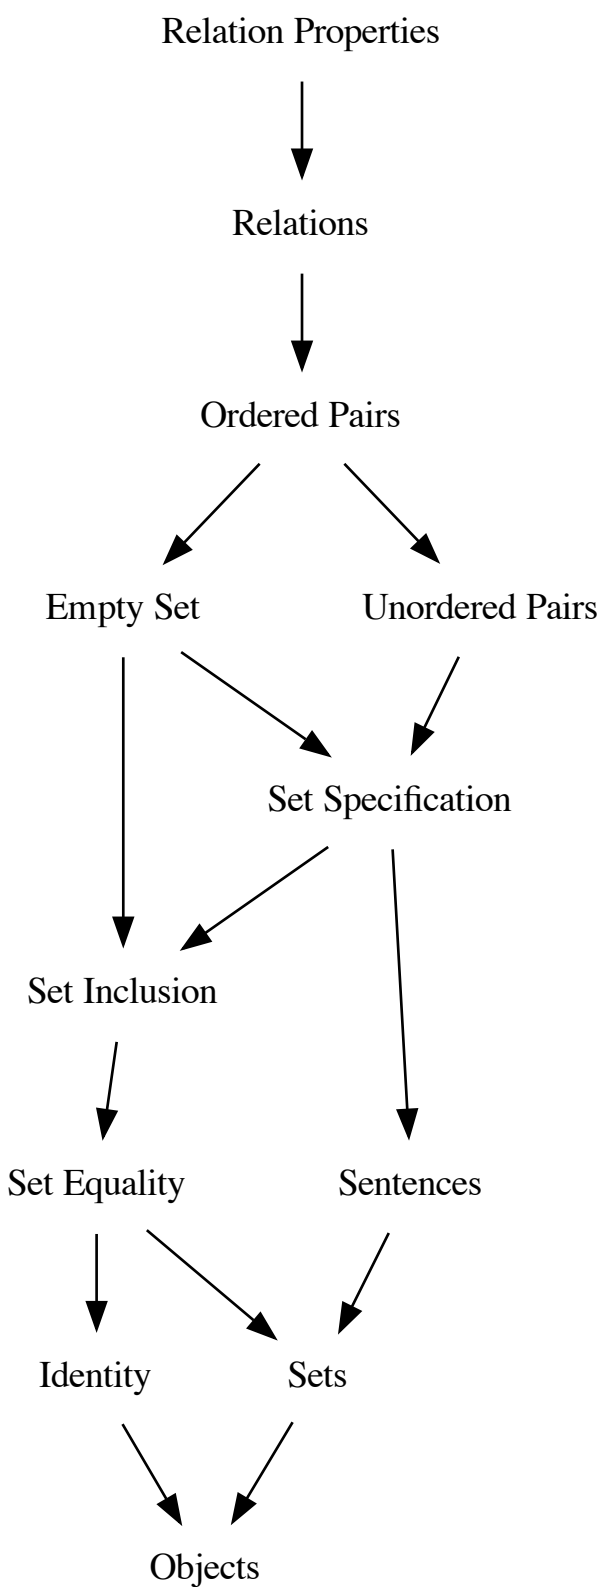 Relation Properties
Relations
Ordered Pairs
Empty Set
Unordered Pairs
Set Specification
Set Inclusion
Set Equality
Sentences
Identity
Sets
Objects